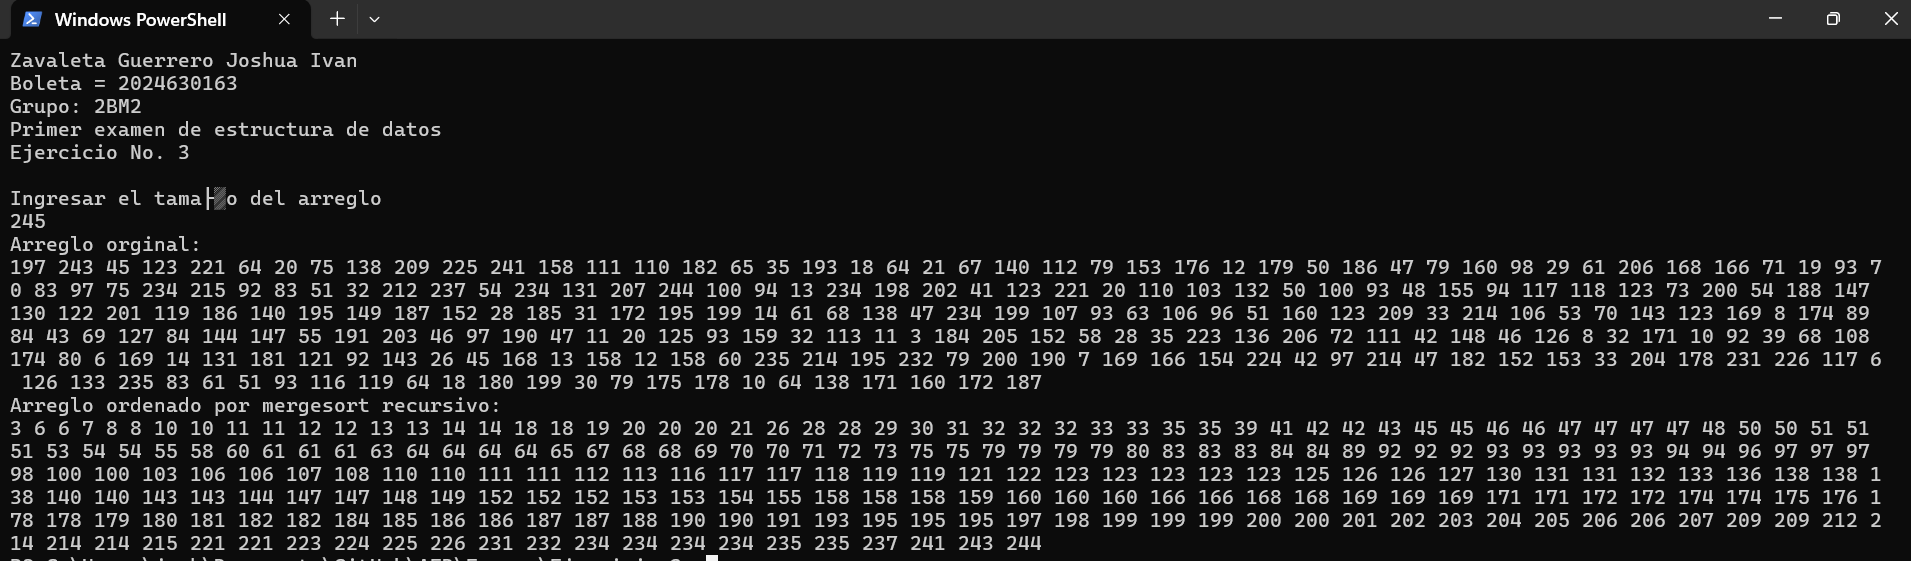 Windows PowerShell
Zavaleta Guerrero Joshua Ivan
Boleta = 2024630163
Grupo: 2BM2
Primer examen de estructura de datos
Ejercicio No. 3
Ingresar el tama├▒o del arreglo
245
Arreglo orginal:
197 243 45 123 221 64 20 75 138 209 225 241 158 111 110 182 65 35 193 18 64 21 67 140 112 79 153 176 12 179 50 186 47 79 160 98 29 61 206 168 166 71 19 93 7
0 83 97 75 234 215 92 83 51 32 212 237 54 234 131 207 244 100 94 13 234 198 202 41 123 221 20 110 103 132 50 100 93 48 155 94 117 118 123 73 200 54 188 147
130 122 201 119 186 140 195 149 187 152 28 185 31 172 195 199 14 61 68 138 47 234 199 107 93 63 106 96 51 160 123 209 33 214 106 53 70 143 123 169 8 174 89
84 43 69 127 84 144 147 55 191 203 46 97 190 47 11 20 125 93 159 32 113 11 3 184 205 152 58 28 35 223 136 206 72 111 42 148 46 126 8 32 171 10 92 39 68 108
174 80 6 169 14 131 181 121 92 143 26 45 168 13 158 12 158 60 235 214 195 232 79 200 190 7 169 166 154 224 42 97 214 47 182 152 153 33 204 178 231 226 117 6
126 133 235 83 61 51 93 116 119 64 18 180 199 30 79 175 178 10 64 138 171 160 172 187
Arreglo ordenado por mergesort recursivo:
3 6 6 7 8 8 10 10 11 11 12 12 13 13 14 14 18 18 19 20 20 20 21 26 28 28 29 30 31 32 32 32 33 33 35 35 39 41 42 42 43 45 45 46 46 47 47 47 47 48 50 50 51 51
51 53 54 54 55 58 60 61 61 61 63 64 64 64 64 65 67 68 68 69 70 70 71 72 73 75 75 79 79 79 79 80 83 83 83 84 84 89 92 92 92 93 93 93 93 93 94 94 96 97 97 97
98 100 100 103 106 106 107 108 110 110 111 111 112 113 116 117 117 118 119 119 121 122 123 123 123 123 123 125 126 126 127 130 131 131 132 133 136 138 138 1
38 140 140 143 143 144 147 147 148 149 152 152 152 153 153 154 155 158 158 158 159 160 160 160 166 166 168 168 169 169 169 171 171 172 172 174 174 175 176 1
78 178 179 180 181 182 182 184 185 186 186 187 187 188 190 190 191 193 195 195 195 197 198 199 199 199 200 200 201 202 203 204 205 206 206 207 209 209 212 2
14 214 214 215 221 221 223 224 225 226 231 232 234 234 234 234 235 235 237 241 243 244